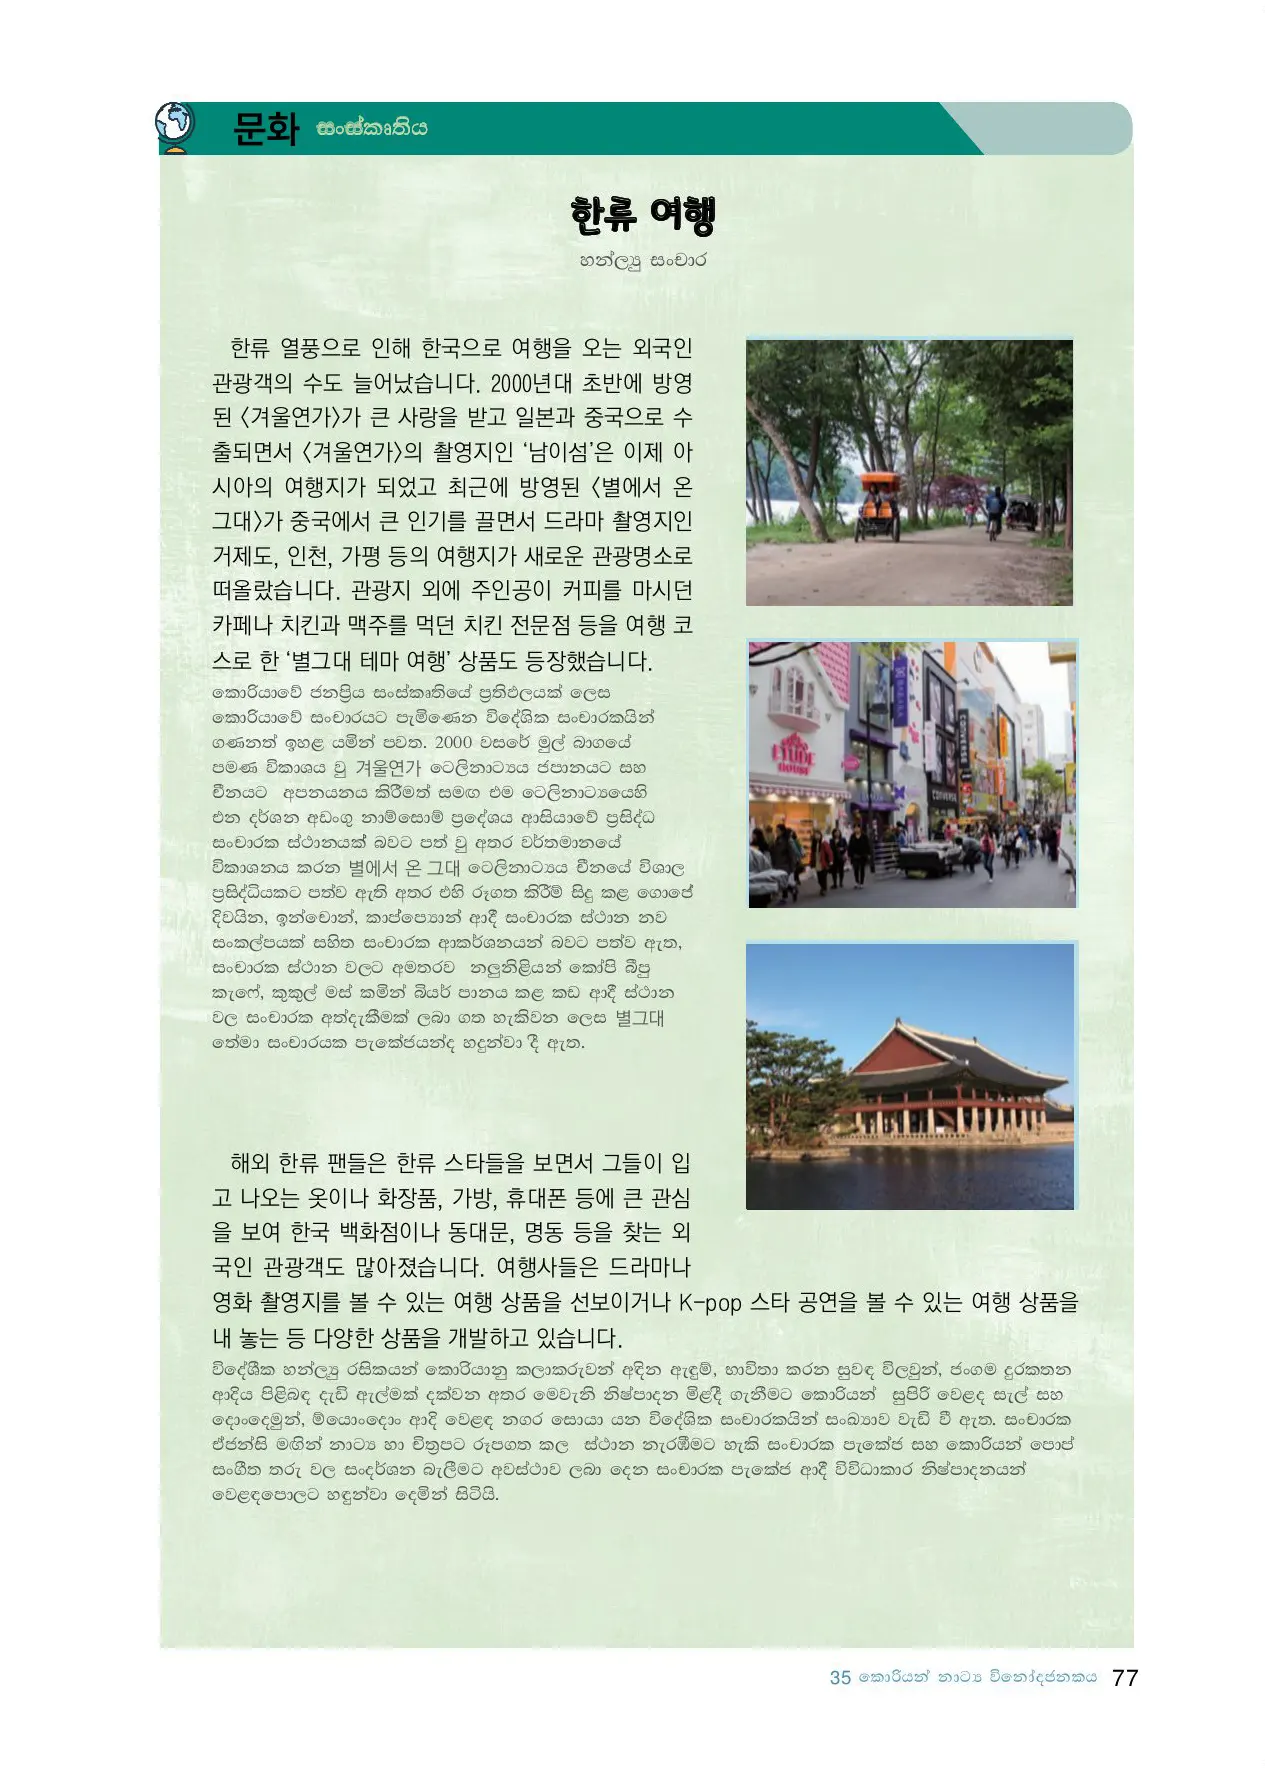 문화 සංස්කෘතිය
한류 여행
හන්ල්‍යු සංචාර
한류 열풍으로 인해 한국으로 여행을 오는 외국인
관광객의 수도 늘어났습니다. 2000년대 초반에 방영
된 〈겨울연가〉가 큰 사랑을 받고 일본과 중국으로 수
출되면서 〈겨울연가〉의 촬영지인 ‘남이섬’은 이제 아
시아의 여행지가 되었고 최근에 방영된 〈별에서 온
그대〉가 중국에서 큰 인기를 끌면서 드라마 촬영지인
거제도, 인천, 가평 등의 여행지가 새로운 관광명소로
떠올랐습니다. 관광지 외에 주인공이 커피를 마시던
카페나 치킨과 맥주를 먹던 치킨 전문점 등을 여행 코
스로 한 ‘별그대 테마 여행’ 상품도 등장했습니다.
කොරියාවේ ජනප්‍රිය සංස්කෘතියේ ප්‍රතිඵලයක් ලෙස
කොරියාවේ සංචාරයට පැමිණෙන විදේශික සංචාරකයින්
ගණනත් ඉහළ යමින් පවත. 2000 වසරේ මුල් බාගයේ
පමණ විකාශය වු 겨울연가 ටෙලිනාට්‍යය ජපානයට සහ
චීනයට අපනයනය කිරීමත් සමඟ එම ටෙලිනාට්‍යයෙහි
එන දර්ශන අඩංගු නාම්සොම් ප්‍රදේශය ආසියාවේ ප්‍රසිද්ධ
සංචාරක ස්ථානයක් බවට පත් වු අතර වර්තමානයේ
විකාශනය කරන 별에서 온 그대 ටෙලිනාට්‍යය චීනයේ විශාල
ප්‍රසිද්ධියකට පත්ව ඇති අතර එහි රූගත කිරීම් සිදු කළ ගොජේ
දිවයින, ඉන්චොන්, කාප්පෙයාන් ආදී සංචාරක ස්ථාන නව
සංකල්පයක් සහිත සංචාරක ආකර්ශනයන් බවට පත්ව ඇත,
සංචාරක ස්ථාන වලට අමතරව නලුනිළියන් කෝපි බීපු
කැෆේ, කුකුල් මස් කමින් බියර් පානය කළ කඩ ආදී ස්ථාන
වල සංචාරක අත්දැකීමක් ලබා ගත හැකිවන ලෙස 별그대
තේමා සංචාරයක පැකේජයන්ද හදුන්වා දී ඇත.
해외 한류 팬들은 한류 스타들을 보면서 그들이 입
고 나오는 옷이나 화장품, 가방, 휴대폰 등에 큰 관심
을 보여 한국 백화점이나 동대문, 명동 등을 찾는 외
국인 관광객도 많아졌습니다. 여행사들은 드라마나
영화 촬영지를 볼 수 있는 여행 상품을 선보이거나 K-pop 스타 공연을 볼 수 있는 여행 상품을
내 놓는 등 다양한 상품을 개발하고 있습니다.
විදේශීක හන්ල්‍යු රසිකයන් කොරියානු කලාකරුවන් අඳින ඇඳුම්, භාවිතා කරන සුවඳ විලවුන්, ජංගම දුරකතන
ආදිය පිළිබඳ දැඩි ඇල්මක් දක්වන අතර මෙවැනි නිෂ්පාදන මිළදී ගැනීමට කොරියන් සුපිරි වෙළද සැල් සහ
දොංදෙමුන්, ම්යොංදොං ආදි වෙළඳ නගර සොයා යන විදේශික සංචාරකයින් සංඛ්‍යාව වැඩි වී ඇත. සංචාරක
ඒජන්සි මඟින් නාට්‍ය හා චිත්‍රපට රූපගත කල ස්ථාන නැරඹීමට හැකි සංචාරක පැකේජ සහ කොරියන් පොප්
සංගීත තරු වල සංදර්ශන බැලීමට අවස්ථාව ලබා දෙන සංචාරක පැකේජ ආදී විවිධාකාර නිෂ්පාදනයන්
වෙළඳපොලට හඳුන්වා දෙමින් සිටියි.
ETUDE
HOUSE
CONVERSE
35 කොරියන් නාට්‍ය විනෝදජනකය 77